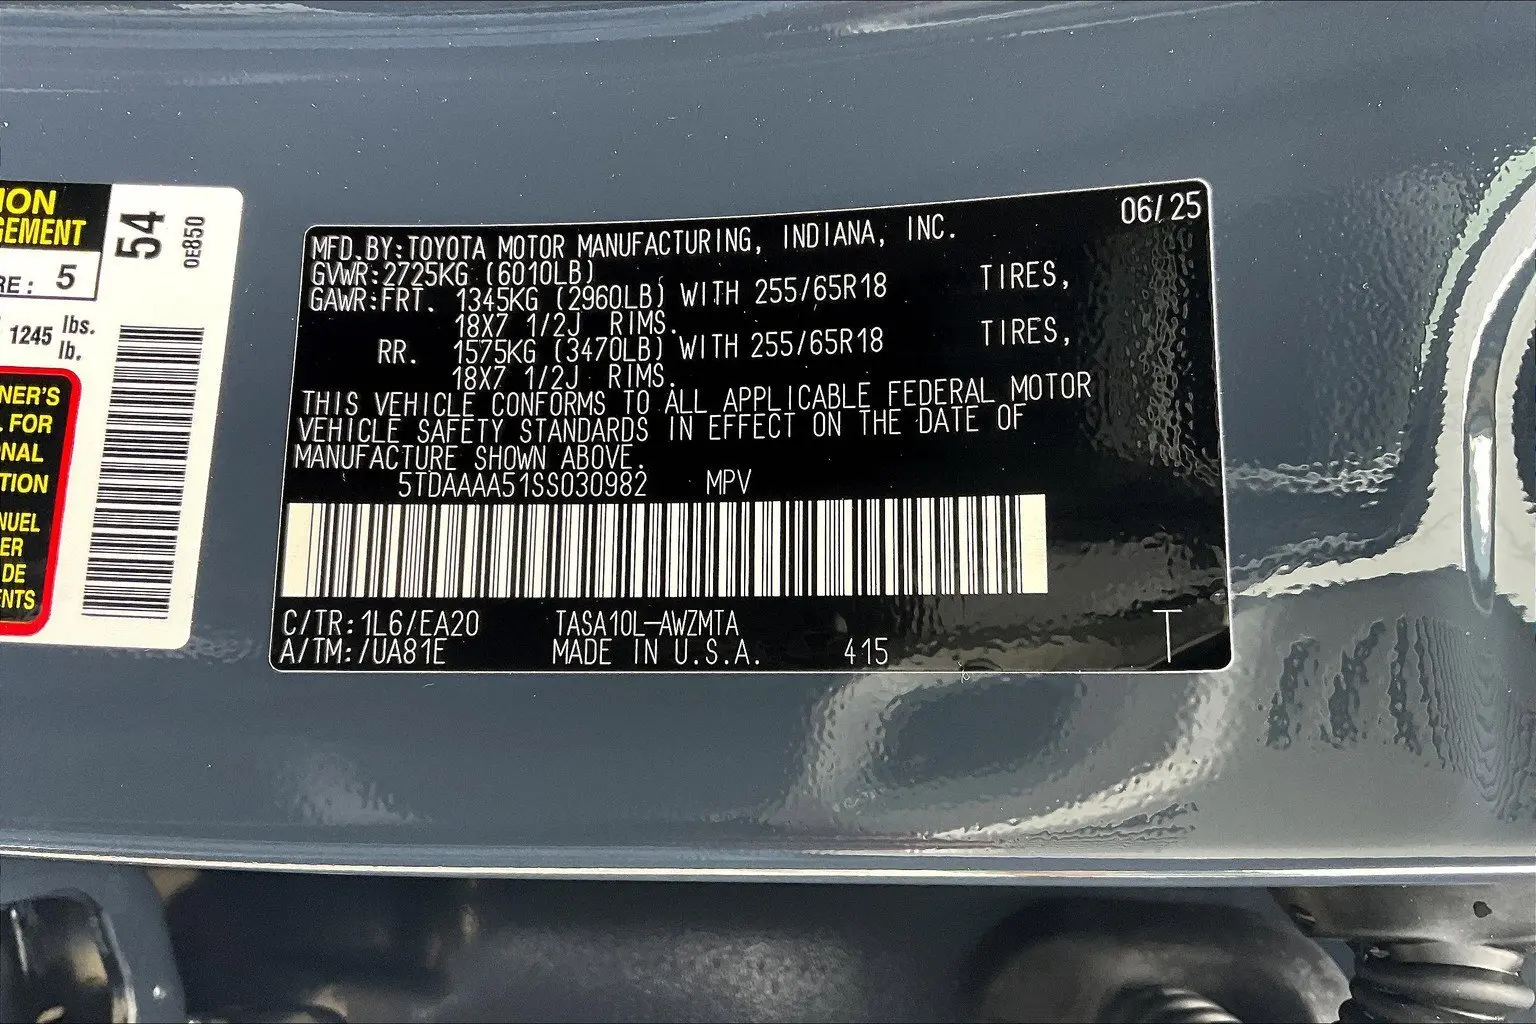 ION
GEMENT
RE: 5
1245 lbs.
lb.
NER'S
FOR
NAL
TION
NUEL
ER
DE
ENTS
54
0E850
06/25
MFD.BY:TOYOTA MOTOR MANUFACTURING, INDIANA, INC.
GVWR:2725KG (6010LB)
GAWR:FRT. 1345KG (2960LB) WITH 255/65R18 TIRES,
18X7 1/2J RIMS.
RR. 1575KG (3470LB) WITH 255/65R18 TIRES,
18X7 1/2J RIMS.
THIS VEHICLE CONFORMS TO ALL APPLICABLE FEDERAL MOTOR
VEHICLE SAFETY STANDARDS IN EFFECT ON THE DATE OF
MANUFACTURE SHOWN ABOVE.
5TDAAAA51SS030982 MPV
C/TR:1L6/EA20 TASA10L-AWZMTA
A/TM:/UA81E MADE IN U.S.A. 415 T